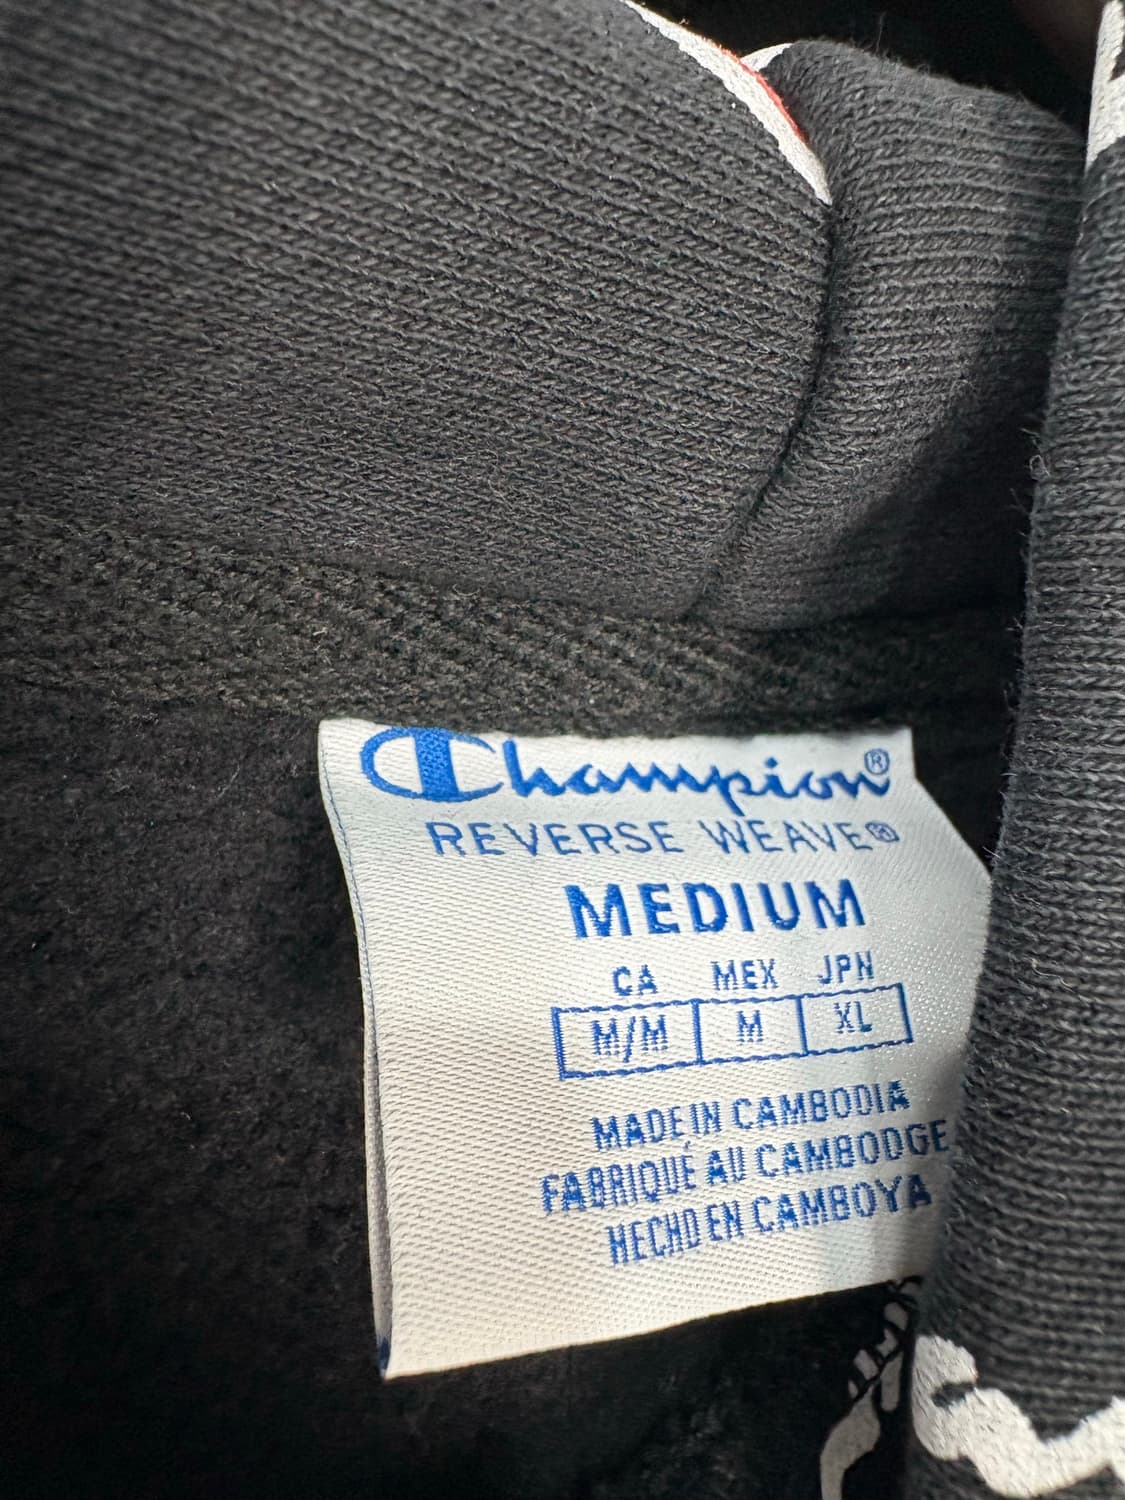 Champion®
REVERSE WEAVE®
MEDIUM
CA MEX JPN
M/M M XL
MADE IN CAMBODIA
FABRIQUÉ AU CAMBODGE
HECHO EN CAMBOYA